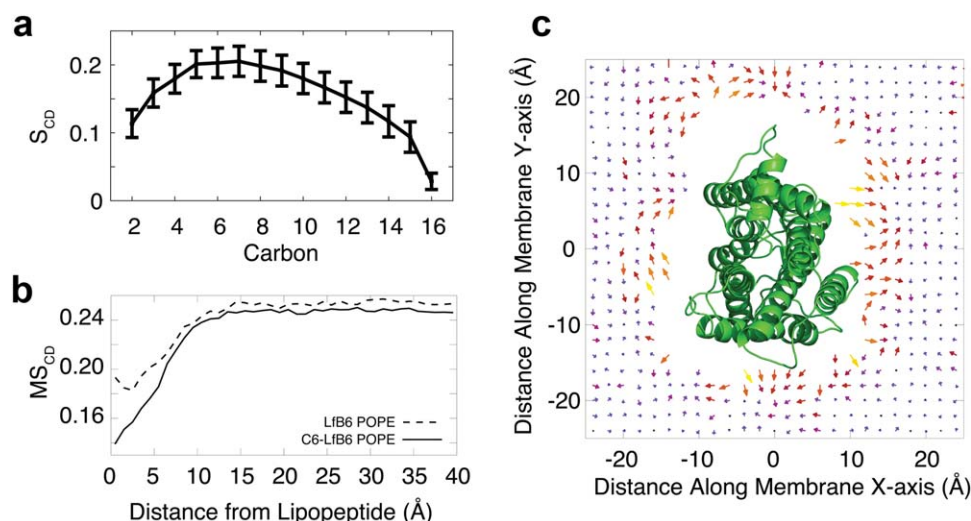 a
0.2
0.1
0
S_CD
2 4 6 8 10 12 14 16
Carbon
b
0.24
0.20
0.16
MS_CD
LfB6 POPE
C6-LfB6 POPE
0 5 10 15 20 25 30 35 40
Distance from Lipopeptide (Å)
c
Distance Along Membrane Y-axis (Å)
20
10
0
-10
-20
-20 -10 0 10 20
Distance Along Membrane X-axis (Å)